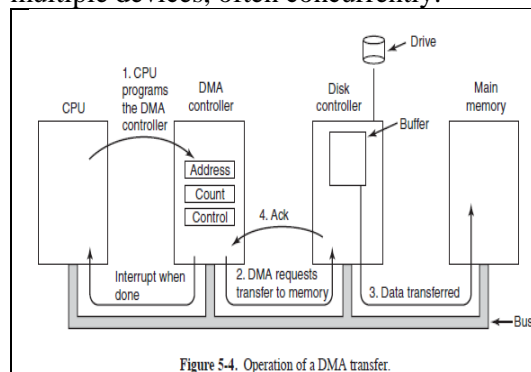 multiple devices, often concurrently.
Drive
1. CPU
programs
the DMA
controller
CPU
DMA
controller
Disk
controller
Main
memory
Buffer
Address
Count
Control
4. Ack
Interrupt when
done
2. DMA requests
transfer to memory
3. Data transferred
Bus
Figure 5-4. Operation of a DMA transfer.